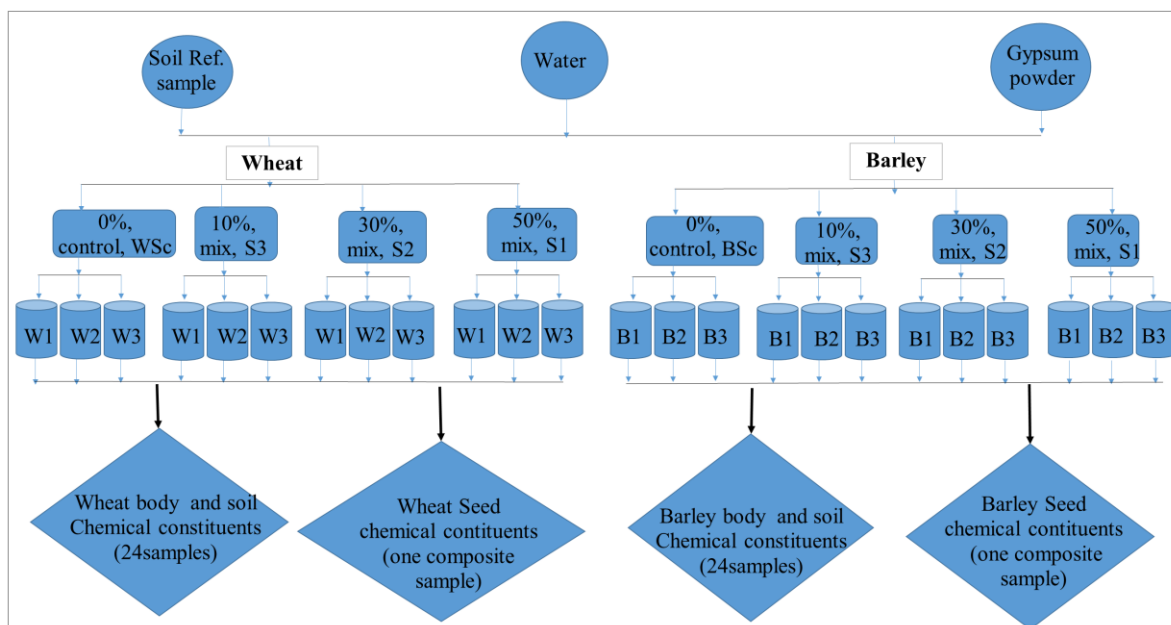 Soil Ref.
sample
Water
Gypsum
powder
Wheat
Barley
0%,
control, WSc
10%,
mix, S3
30%,
mix, S2
50%,
mix, S1
0%,
control, BSc
10%,
mix, S3
30%,
mix, S2
50%,
mix, S1
W1
W2
W3
W1
W2
W3
W1
W2
W3
W1
W2
W3
B1
B2
B3
B1
B2
B3
B1
B2
B3
B1
B2
B3
Wheat body and soil
Chemical constituents
(24samples)
Wheat Seed
chemical contituents
(one composite
sample)
Barley body and soil
Chemical constituents
(24samples)
Barley Seed
chemical contituents
(one composite
sample)